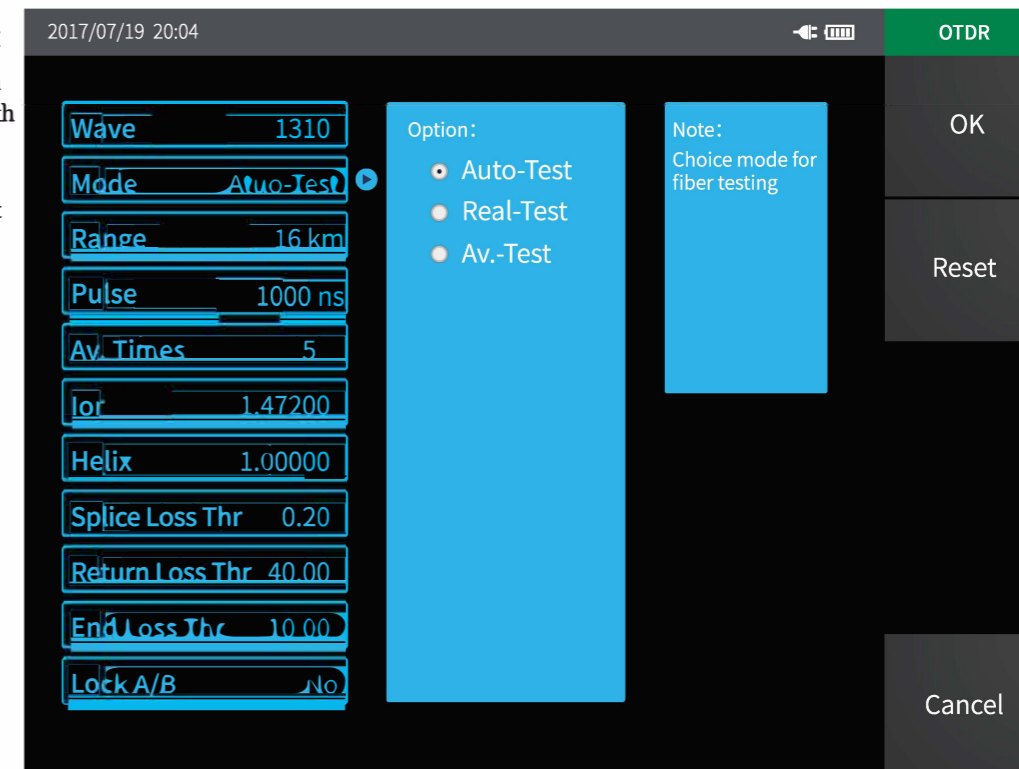 2017/07/19 20:04
OTDR
Wave 1310
Mode
Range 16 km
Pulse 1000 ns
Av. Times 5
Ior 1.47200
Helix 1.00000
Splice Loss Thr 0.20
Return Loss Thr 40.00
End Loss Thr 10.00
Lock A/B No
Option:
Auto-Test
Real-Test
Av.-Test
Note:
Choice mode for
fiber testing
OK
Reset
Cancel